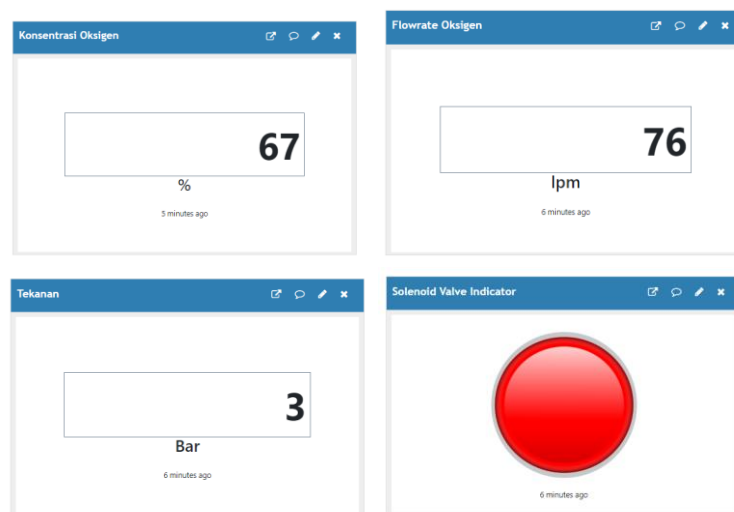 Konsentrasi Oksigen
67
%
5 minutes ago
Flowrate Oksigen
76
lpm
6 minutes ago
Tekanan
3
Bar
6 minutes ago
Solenoid Valve Indicator
6 minutes ago